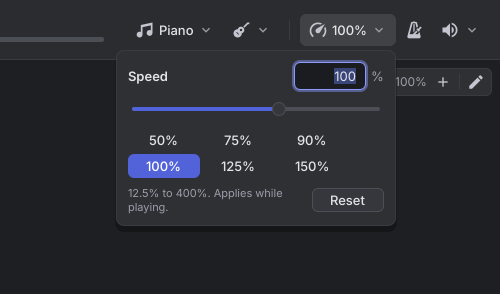 Piano 100%
Speed 100 %
100% +
50% 75% 90%
100% 125% 150%
12.5% to 400%. Applies while
playing.
Reset